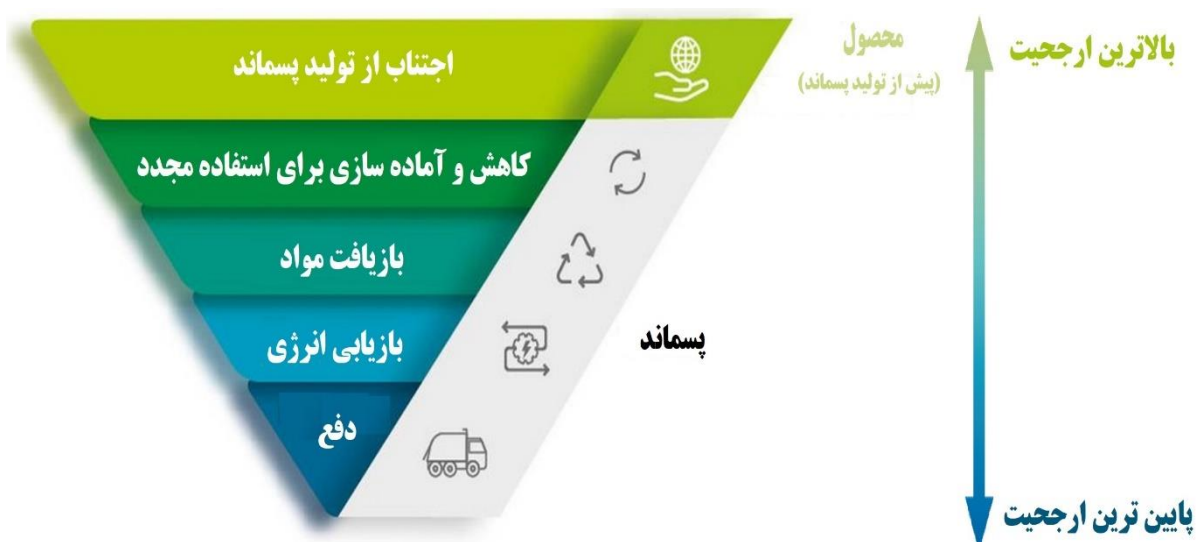 بالاترین ارجحیت
محصول
(پیش از تولید پسماند)
اجتناب از تولید پسماند
کاهش و آماده سازی برای استفاده مجدد
بازیافت مواد
پسماند
بازیابی انرژی
دفع
پایین ترین ارجحیت